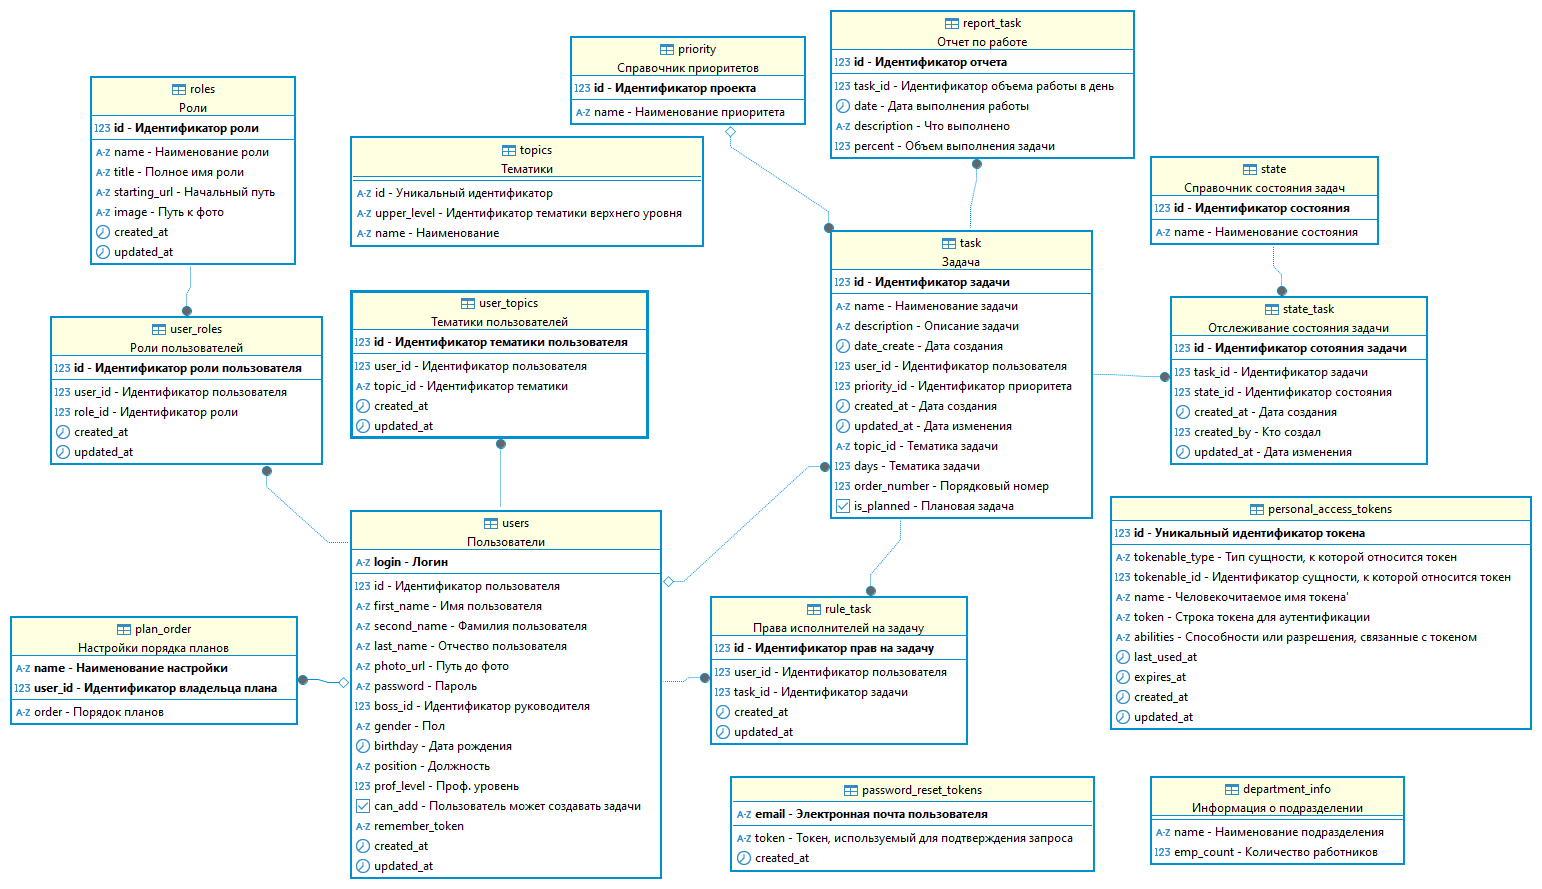 roles
Роли
123 id - Идентификатор роли
A-Z name - Наименование роли
A-Z title - Полное имя роли
A-Z starting_url - Начальный путь
A-Z image - Путь к фото
created_at
updated_at
topics
Тематики
A-Z id - Уникальный идентификатор
A-Z upper_level - Идентификатор тематики верхнего уровня
A-Z name - Наименование
priority
Справочник приоритетов
123 id - Идентификатор проекта
A-Z name - Наименование приоритета
report_task
Отчет по работе
123 id - Идентификатор отчета
123 task_id - Идентификатор объема работы в день
date - Дата выполнения работы
A-Z description - Что выполнено
123 percent - Объем выполнения задачи
state
Справочник состояния задач
123 id - Идентификатор состояния
A-Z name - Наименование состояния
user_roles
Роли пользователей
123 id - Идентификатор роли пользователя
123 user_id - Идентификатор пользователя
123 role_id - Идентификатор роли
created_at
updated_at
user_topics
Тематики пользователей
123 id - Идентификатор тематики пользователя
123 user_id - Идентификатор пользователя
A-Z topic_id - Идентификатор тематики
created_at
updated_at
task
Задача
123 id - Идентификатор задачи
A-Z name - Наименование задачи
A-Z description - Описание задачи
date_create - Дата создания
123 user_id - Идентификатор пользователя
123 priority_id - Идентификатор приоритета
created_at - Дата создания
updated_at - Дата изменения
A-Z topic_id - Тематика задачи
123 days - Тематика задачи
123 order_number - Порядковый номер
is_planned - Плановая задача
state_task
Отслеживание состояния задачи
123 id - Идентификатор сотояния задачи
123 task_id - Идентификатор задачи
123 state_id - Идентификатор состояния
created_at - Дата создания
123 created_by - Кто создал
updated_at - Дата изменения
users
Пользователи
A-Z login - Логин
123 id - Идентификатор пользователя
A-Z first_name - Имя пользователя
A-Z second_name - Фамилия пользователя
A-Z last_name - Отчество пользователя
A-Z photo_url - Путь до фото
A-Z password - Пароль
123 boss_id - Идентификатор руководителя
A-Z gender - Пол
birthday - Дата рождения
A-Z position - Должность
123 prof_level - Проф. уровень
can_add - Пользователь может создавать задачи
A-Z remember_token
created_at
updated_at
plan_order
Настройки порядка планов
A-Z name - Наименование настройки
123 user_id - Идентификатор владельца плана
A-Z order - Порядок планов
rule_task
Права исполнителей на задачу
123 id - Идентификатор прав на задачу
123 user_id - Идентификатор пользователя
123 task_id - Идентификатор задачи
created_at
updated_at
personal_access_tokens
123 id - Уникальный идентификатор токена
A-Z tokenable_type - Тип сущности, к которой относится токен
123 tokenable_id - Идентификатор сущности, к которой относится токен
A-Z name - Человекочитаемое имя токена'
A-Z token - Строка токена для аутентификации
A-Z abilities - Способности или разрешения, связанные с токеном
last_used_at
expires_at
created_at
updated_at
password_reset_tokens
A-Z email - Электронная почта пользователя
A-Z token - Токен, используемый для подтверждения запроса
created_at
department_info
Информация о подразделении
A-Z name - Наименование подразделения
123 emp_count - Количество работников